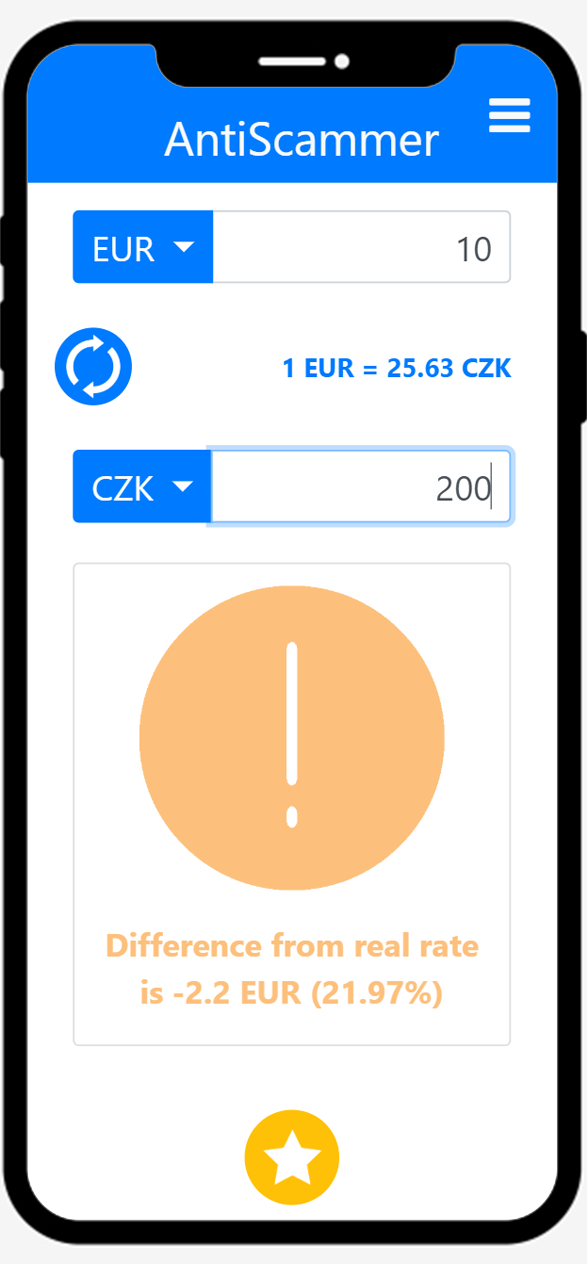 AntiScammer
EUR
10
1 EUR = 25.63 CZK
CZK
200
Difference from real rate
is -2.2 EUR (21.97%)